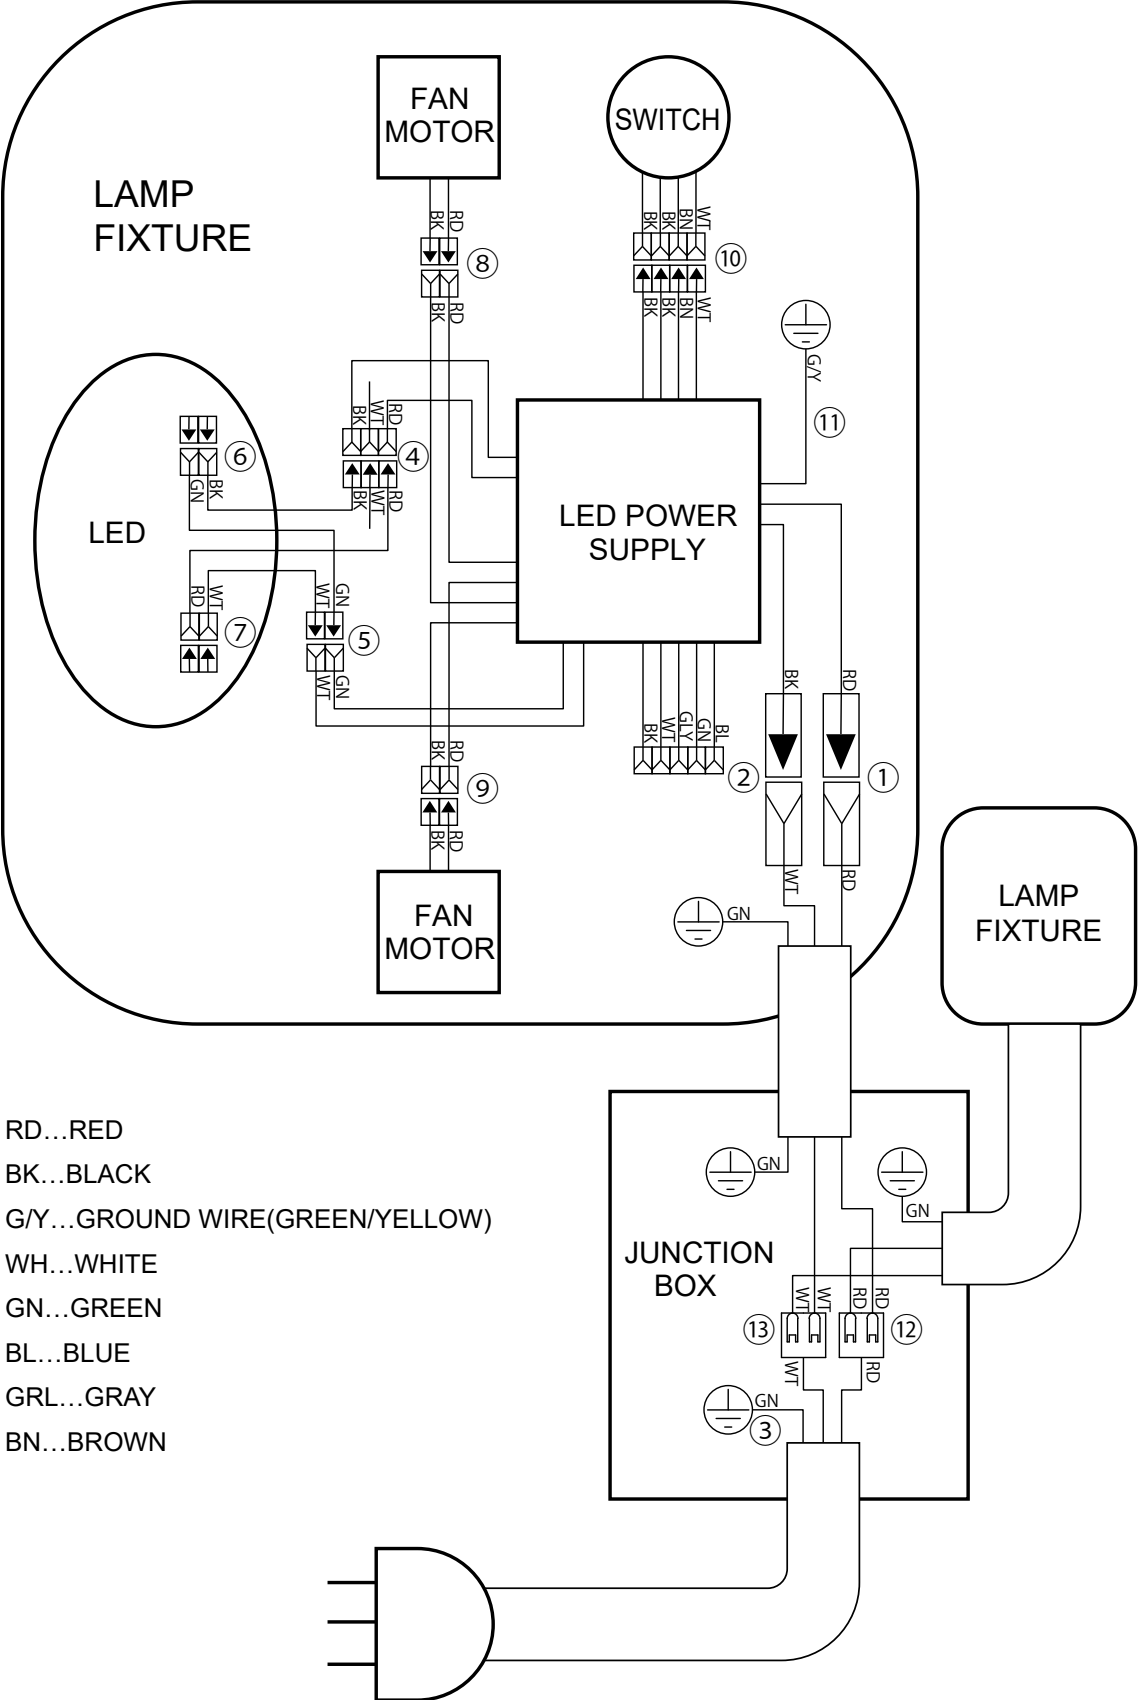 FAN
MOTOR
SWITCH
LAMP
FIXTURE
BK RD
8
BK RD
BK BK BN WT
10
BK BK BN WT
G/Y
11
BK WT RD
4
BK WT RD
6
GN BK
LED
LED POWER
SUPPLY
RD WT
7
WT GN
5
WT GN
BK RD
9
BK RD
FAN
MOTOR
BK WT GLY GN BL
2
BK RD
1
WT RD
GN
LAMP
FIXTURE
RD...RED
BK...BLACK
G/Y...GROUND WIRE(GREEN/YELLOW)
WH...WHITE
GN...GREEN
BL...BLUE
GRL...GRAY
BN...BROWN
GN
GN
JUNCTION
BOX
WT WT RD RD
13
12
WT RD
GN
3